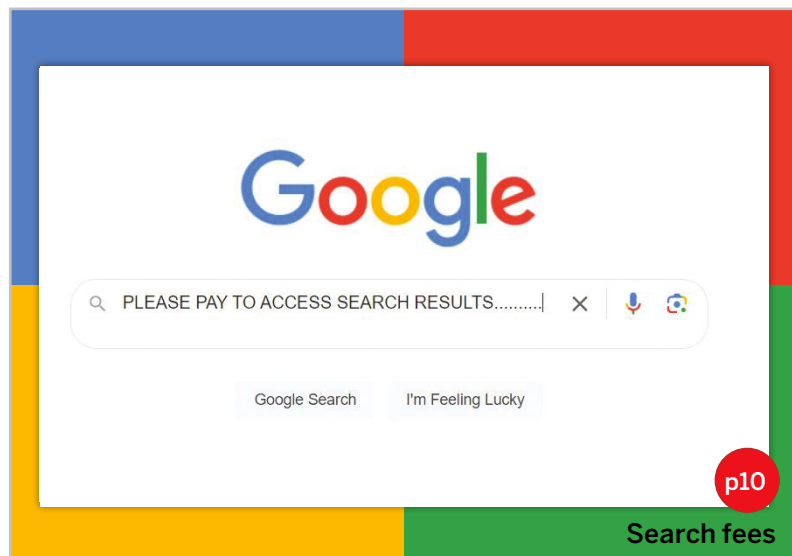 Google
PLEASE PAY TO ACCESS SEARCH RESULTS..........
Google Search
I'm Feeling Lucky
p10
Search fees